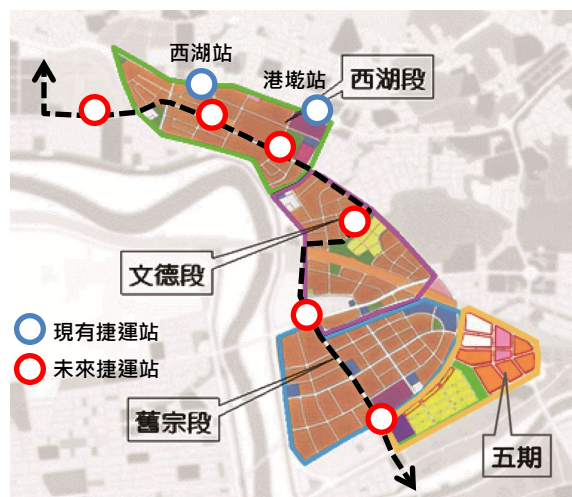 西湖站
港墘站
西湖段
文德段
現有捷運站
未來捷運站
舊宗段
五期